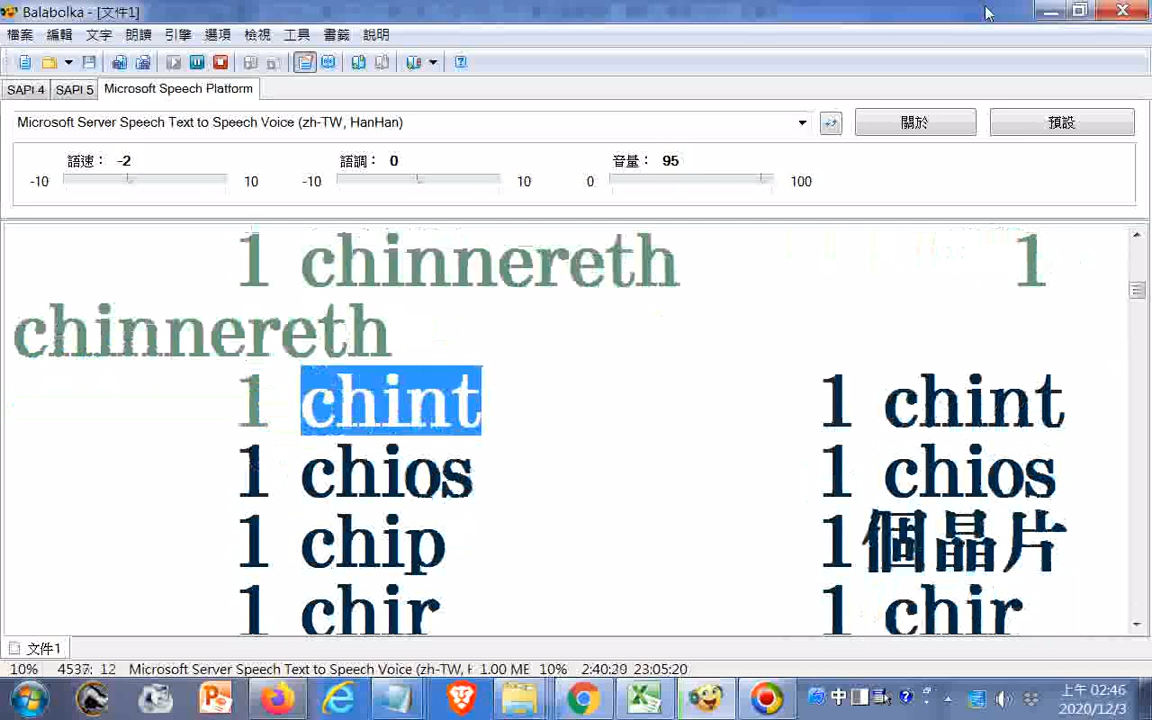 Balabolka - [文件1]
檔案 編輯 文字 朗讀 引擎 選項 檢視 工具 書籤 說明
SAPI 4 SAPI 5 Microsoft Speech Platform
Microsoft Server Speech Text to Speech Voice (zh-TW, HanHan) 關於 預設
語速： -2 語調： 0 音量： 95
-10 10 -10 10 0 100
1 chinnereth 1
chinnereth
1 chint 1 chint
1 chios 1 chios
1 chip 1個晶片
1 chir 1 chir
文件1
10% 4537: 12 Microsoft Server Speech Text to Speech Voice (zh-TW, H 1.00 ME 10% 2:40:20 23:05:20
中 上午 02:46
2020/12/3